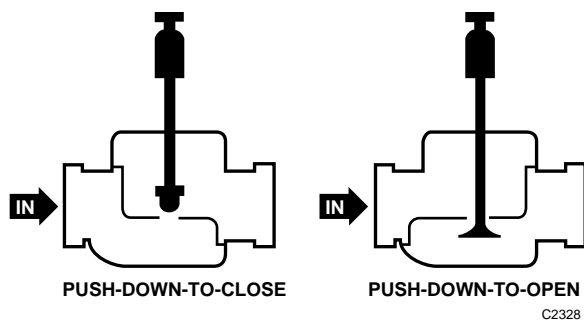 IN
IN
PUSH-DOWN-TO-CLOSE
PUSH-DOWN-TO-OPEN
C2328